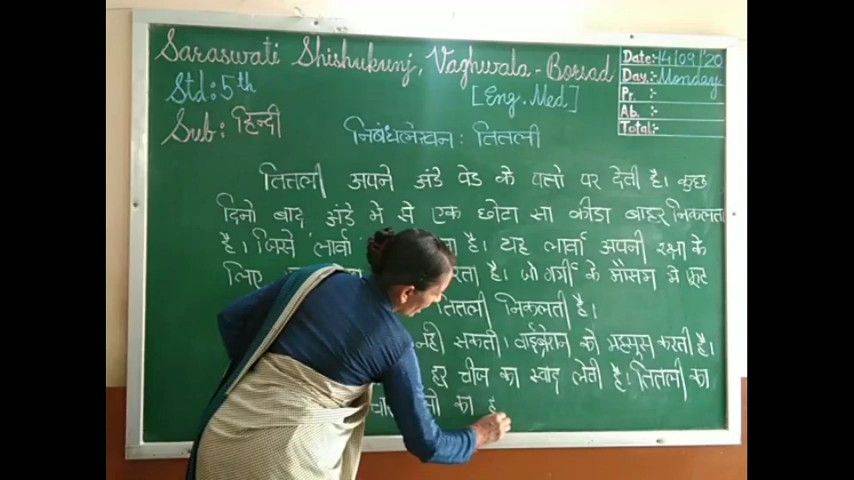 Saraswati Shishukunj, Vaghwala - Borsad
Date:- 14/09/'20
Day:- Monday
Pr. :-
Ab. :-
Total:-
Std: 5th
[Eng. Med]
Sub: हिन्दी
निबंधलेखन : तितली
तितली अपने अंडे पेड के पत्तो पर देती है। कुछ
दिनो बाद अंडे मे से एक छोटा सा कीडा बाहर निकलता
है। जिसे 'लार्वा है। यह लार्वा अपनी रक्षा के
लिए है। जो गर्मी के मौसम मे फूट
तितली निकलती है।
नही सकती। वाईब्रेशन को महसूस करती है।
हर चीज का स्वाद लेती है। तितली का
का ह